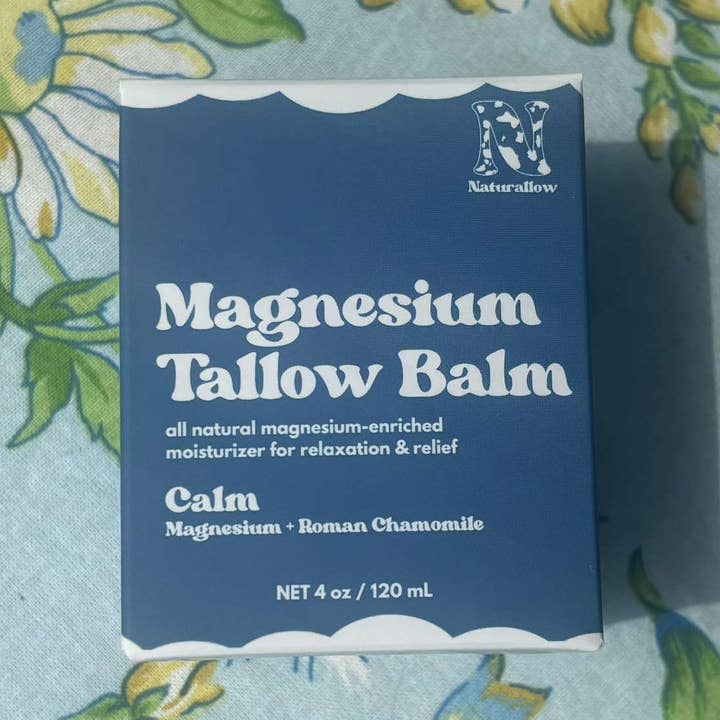 N
Naturallow
Magnesium
Tallow Balm
all natural magnesium-enriched
moisturizer for relaxation & relief
Calm
Magnesium + Roman Chamomile
NET 4 oz / 120 mL